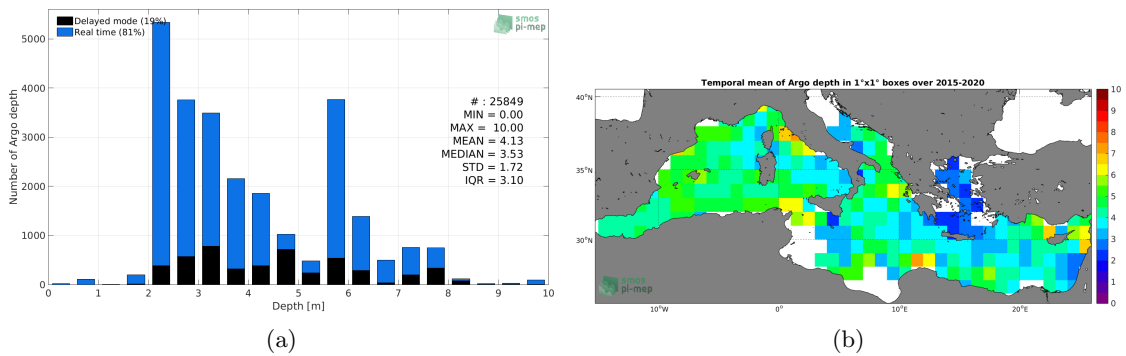 Delayed mode (19%)
Real time (81%)
smos
pi-mep
Number of Argo depth
5000
4000
3000
2000
1000
0
# : 25849
MIN = 0.00
MAX = 10.00
MEAN = 4.13
MEDIAN = 3.53
STD = 1.72
IQR = 3.10
0 1 2 3 4 5 6 7 8 9 10
Depth [m]
(a)
Temporal mean of Argo depth in 1°x1° boxes over 2015-2020
40°N
35°N
30°N
10°W 0°E 10°E 20°E
smos
pi-mep
10
9
8
7
6
5
4
3
2
1
0
(b)